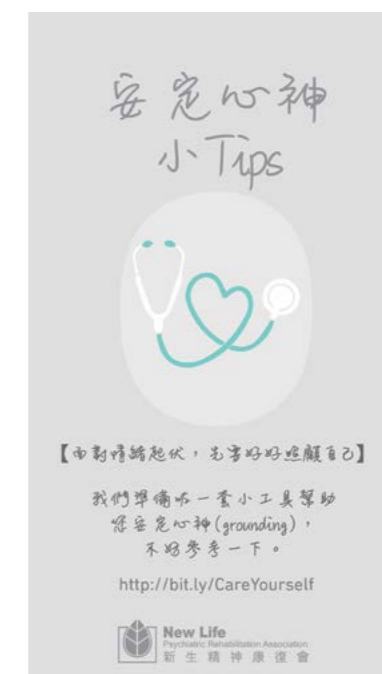 安定心神
小Tips
【面對情緒起伏，先好好照顧自己】
我們準備咗一套小工具幫助
您安定心神(grounding)，
不妨參考一下。
http://bit.ly/CareYourself
New Life
Psychiatric Rehabilitation Association
新生精神康復會